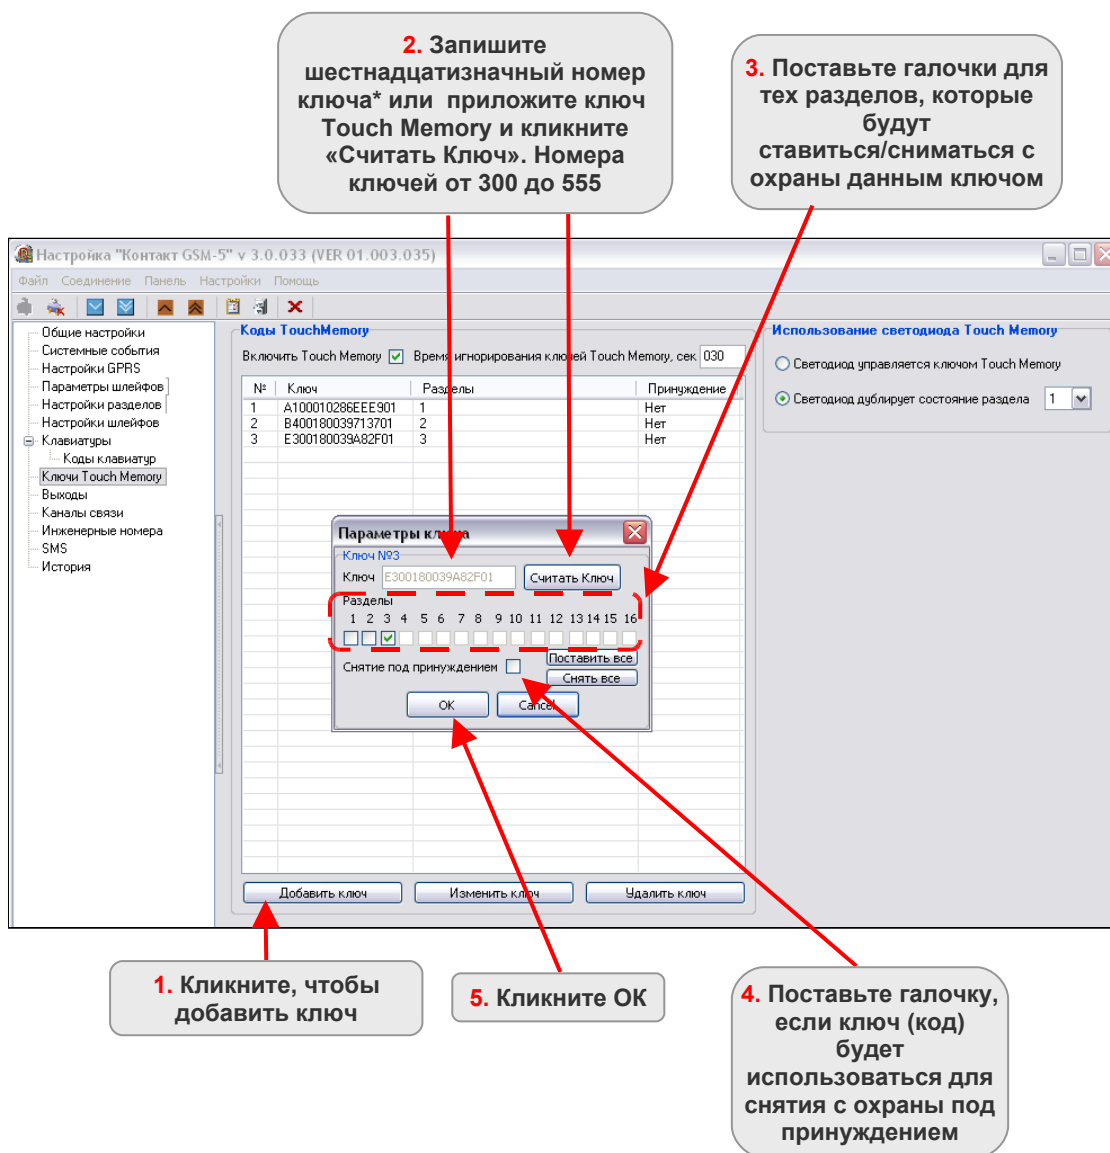 2. Запишите
шестнадцатизначный номер
ключа* или приложите ключ
Touch Memory и кликните
«Считать Ключ». Номера
ключей от 300 до 555
3. Поставьте галочки для
тех разделов, которые
будут
ставиться/сниматься с
охраны данным ключом
Настройка "Контакт GSM-5" v 3.0.033 (VER 01.003.035)
Файл Соединение Панель Настройки Помощь
Общие настройки
Системные события
Настройки GPRS
Параметры шлейфов
Настройки разделов
Настройки шлейфов
Клавиатуры
Коды клавиатур
Ключи Touch Memory
Выходы
Каналы связи
Инженерные номера
SMS
История
Коды TouchMemory
Включить Touch Memory Время игнорирования ключей Touch Memory, сек 030
№ Ключ Разделы Принуждение
1 A100010286EEE901 1 Нет
2 B400180039713701 2 Нет
3 E300180039A82F01 3 Нет
Использование светодиода Touch Memory
Светодиод управляется ключом Touch Memory
Светодиод дублирует состояние раздела 1
Параметры ключа
Ключ №3
Ключ E300180039A82F01 Считать Ключ
Разделы
1 2 3 4 5 6 7 8 9 10 11 12 13 14 15 16
Снятие под принуждением
Поставить все
Снять все
OK Cancel
Добавить ключ Изменить ключ Удалить ключ
1. Кликните, чтобы
добавить ключ
5. Кликните ОК
4. Поставьте галочку,
если ключ (код)
будет
использоваться для
снятия с охраны под
принуждением